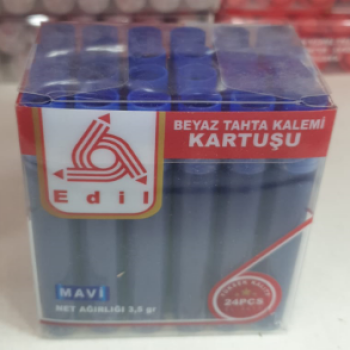 BEYAZ TAHTA KALEMİ
KARTUŞU
Edil
MAVİ
NET AĞIRLIĞI 3,5 gr
24PCS